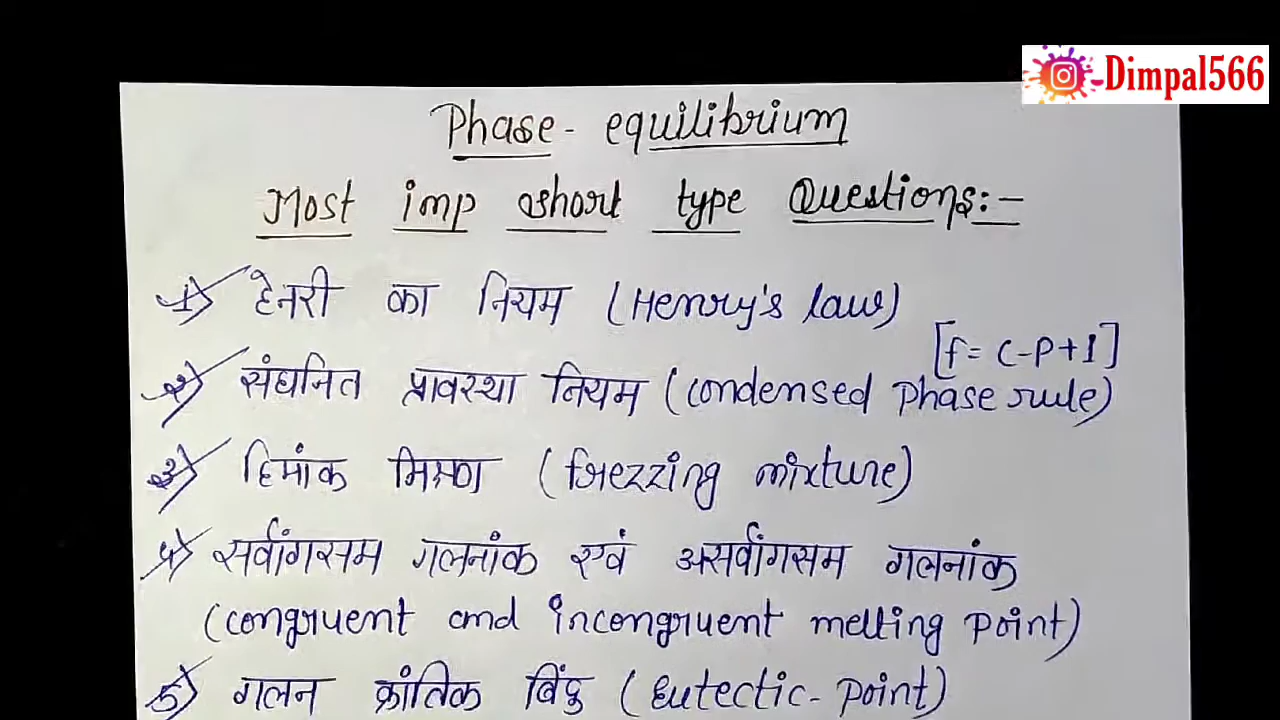 Dimpal566
Phase- equilibrium
Most imp short type Questions:-
1) हेनरी का नियम (Henry's law)
[f= C-P+1]
2) संघनित प्रावस्था नियम (Condensed Phase rule)
3) हिमांक मिश्रण (frezzing mixture)
4) सर्वांगसम गलनांक एवं असर्वांगसम गलनांक
(congruent and incongruent melting point)
5) गलन क्रांतिक बिंदु (Eutectic-point)